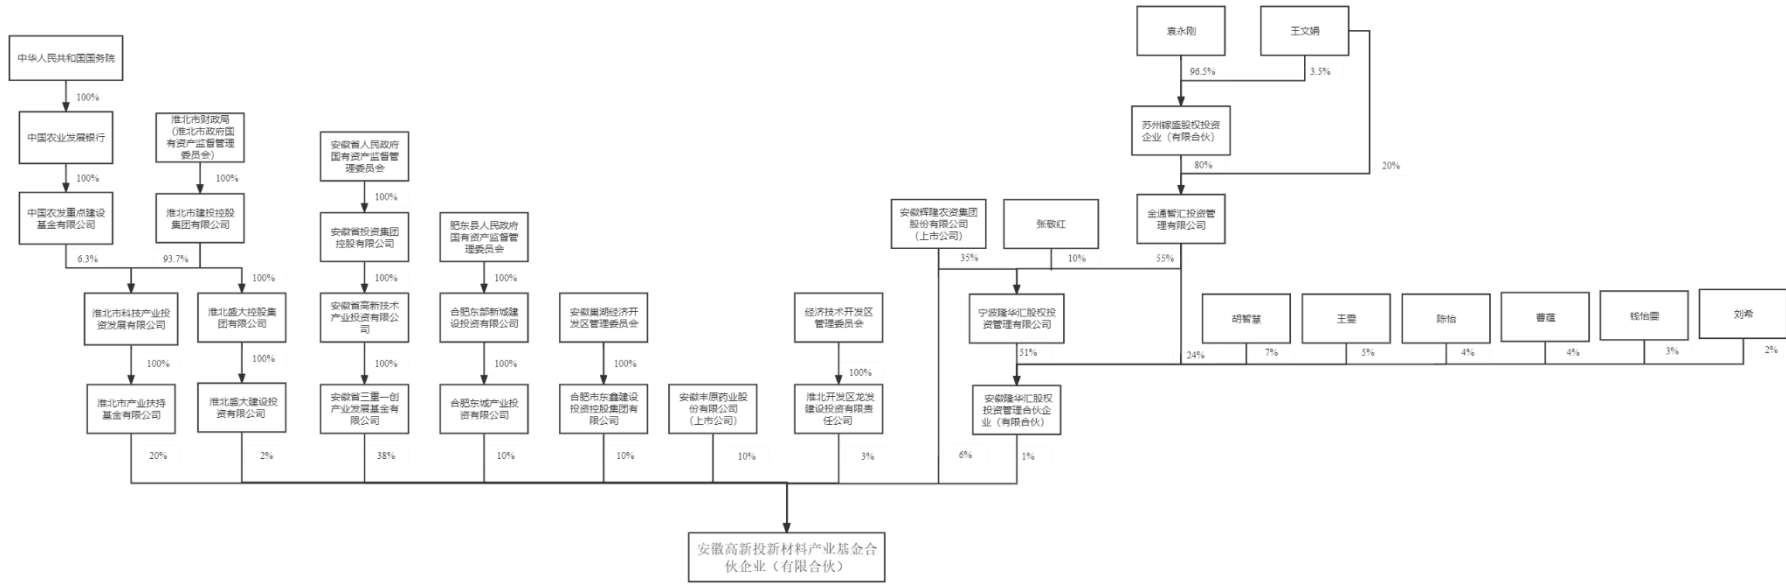 袁永刚
王文娟
中华人民共和国国务院
96.5%
3.5%
100%
中国农业发展银行
淮北市财政局
（淮北市政府国
有资产监督管理
委员会）
安徽省人民政府
国有资产监督管
理委员会
苏州镓盛股权投资
企业（有限合伙）
100%
100%
100%
80%
20%
中国农发重点建设
基金有限公司
淮北市建投控股
集团有限公司
安徽省投资集团
控股有限公司
肥东县人民政府
国有资产监督管
理委员会
安徽辉隆农资集团
股份有限公司
（上市公司）
张敬红
金通智汇投资管
理有限公司
6.3%
93.7%
100%
100%
100%
35%
10%
55%
淮北市科技产业投
资发展有限公司
淮北盛大控股集
团有限公司
安徽省高新技术
产业投资有限公
司
合肥东部新城建
设投资有限公司
安徽巢湖经济开
发区管理委员会
经济技术开发区
管理委员会
宁波隆华汇股权投
资管理有限公司
胡智慧
王雯
陈怡
曹蕴
钱怡雯
刘希
100%
100%
100%
100%
100%
100%
51%
24%
7%
5%
4%
4%
3%
2%
淮北市产业扶持
基金有限公司
淮北盛大建设投
资有限公司
安徽省三重一创
产业发展基金有
限公司
合肥东城产业投
资有限公司
合肥市东鑫建设
投资控股集团有
限公司
安徽丰原药业股
份有限公司
（上市公司）
淮北开发区龙发
建设投资有限责
任公司
安徽隆华汇股权
投资管理合伙企
业（有限合伙）
20%
2%
38%
10%
10%
10%
3%
6%
1%
安徽高新投新材料产业基金合
伙企业（有限合伙）